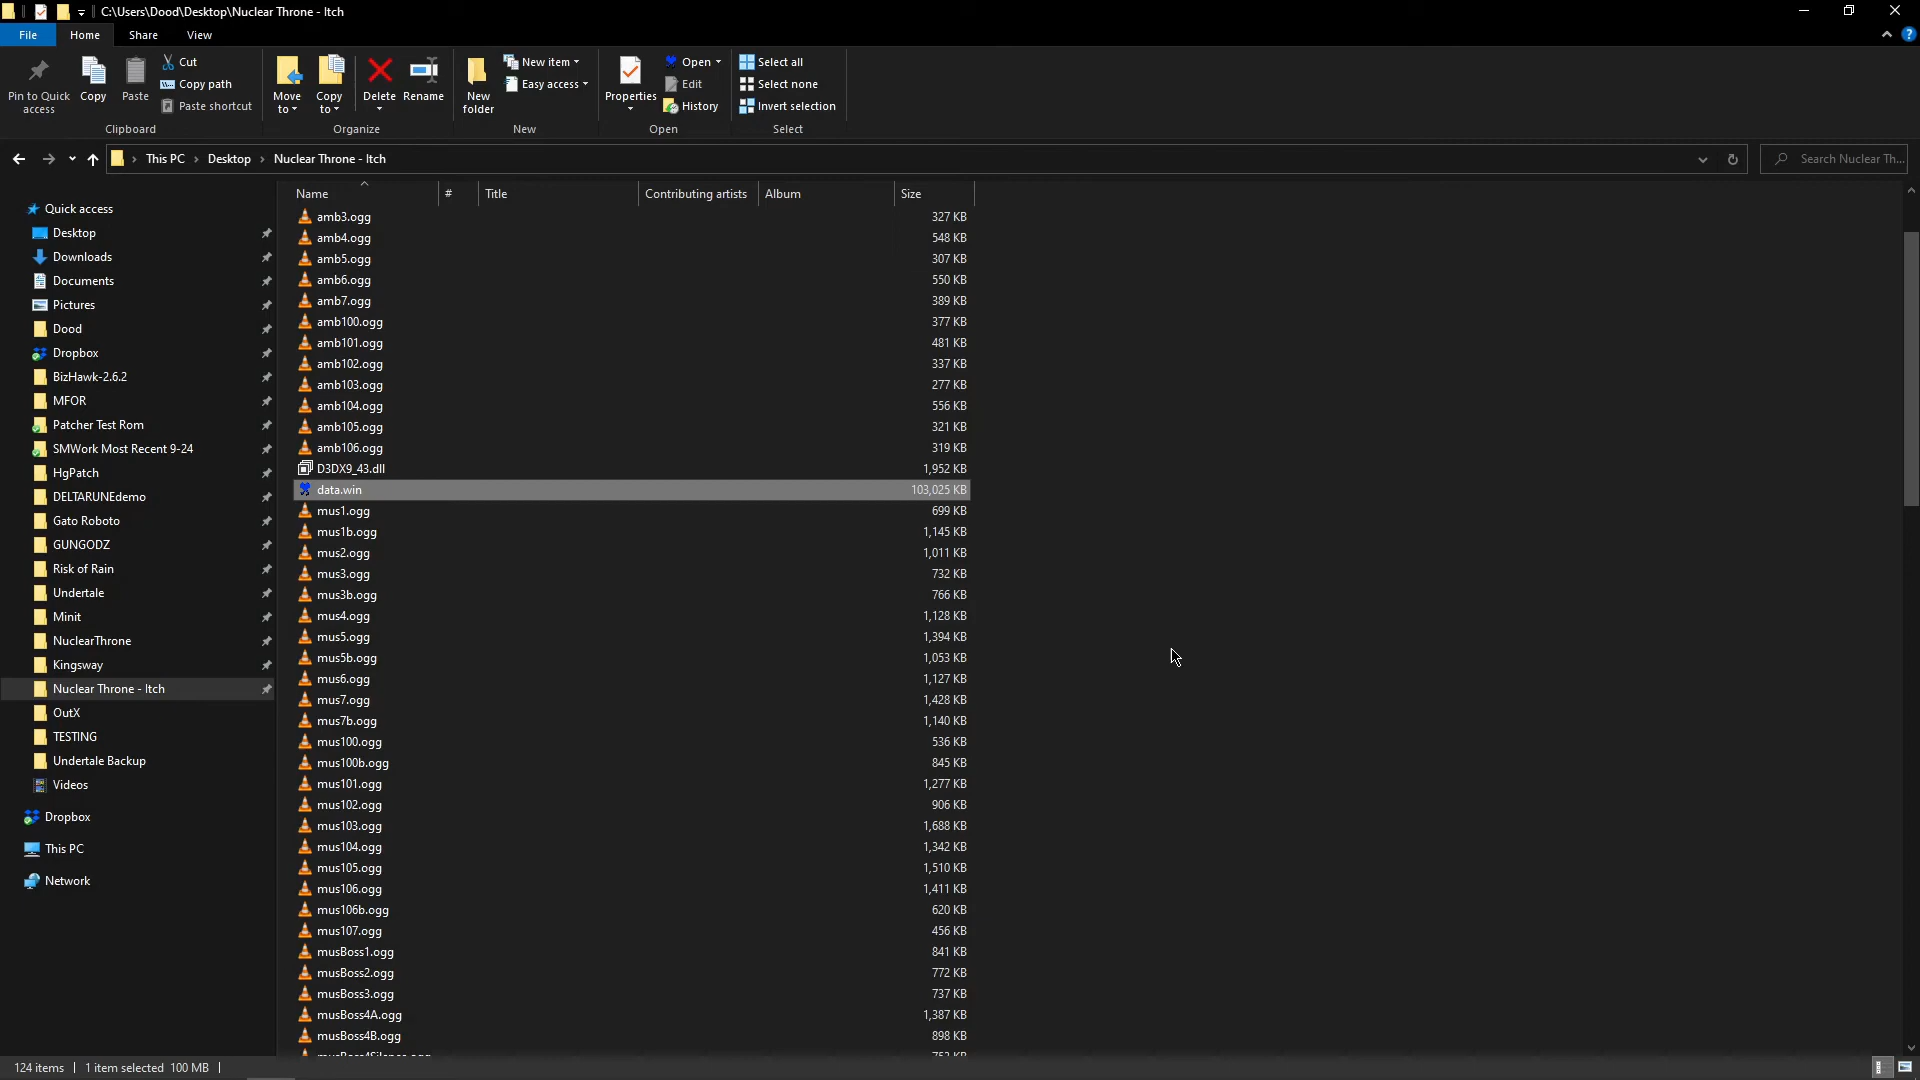 C:\Users\Dood\Desktop\Nuclear Throne - Itch
File Home Share View
Pin to Quick access
Copy
Paste
Cut
Copy path
Paste shortcut
Clipboard
Move to
Copy to
Delete
Rename
Organize
New folder
New item
Easy access
New
Properties
Open
Edit
History
Open
Select all
Select none
Invert selection
Select
This PC > Desktop > Nuclear Throne - Itch
Search Nuclear Th...
Quick access
Desktop
Downloads
Documents
Pictures
Dood
Dropbox
BizHawk-2.6.2
MFOR
Patcher Test Rom
SMWork Most Recent 9-24
HgPatch
DELTARUNEdemo
Gato Roboto
GUNGODZ
Risk of Rain
Undertale
Minit
NuclearThrone
Kingsway
Nuclear Throne - Itch
OutX
TESTING
Undertale Backup
Videos
Dropbox
This PC
Network
Name # Title Contributing artists Album Size
amb3.ogg 327 KB
amb4.ogg 548 KB
amb5.ogg 307 KB
amb6.ogg 550 KB
amb7.ogg 389 KB
amb100.ogg 377 KB
amb101.ogg 481 KB
amb102.ogg 337 KB
amb103.ogg 277 KB
amb104.ogg 556 KB
amb105.ogg 321 KB
amb106.ogg 319 KB
D3DX9_43.dll 1,952 KB
data.win 103,025 KB
mus1.ogg 699 KB
mus1b.ogg 1,145 KB
mus2.ogg 1,011 KB
mus3.ogg 732 KB
mus3b.ogg 766 KB
mus4.ogg 1,128 KB
mus5.ogg 1,394 KB
mus5b.ogg 1,053 KB
mus6.ogg 1,127 KB
mus7.ogg 1,428 KB
mus7b.ogg 1,140 KB
mus100.ogg 536 KB
mus100b.ogg 845 KB
mus101.ogg 1,277 KB
mus102.ogg 906 KB
mus103.ogg 1,688 KB
mus104.ogg 1,342 KB
mus105.ogg 1,510 KB
mus106.ogg 1,411 KB
mus106b.ogg 620 KB
mus107.ogg 456 KB
musBoss1.ogg 841 KB
musBoss2.ogg 772 KB
musBoss3.ogg 737 KB
musBoss4A.ogg 1,387 KB
musBoss4B.ogg 898 KB
124 items 1 item selected 100 MB